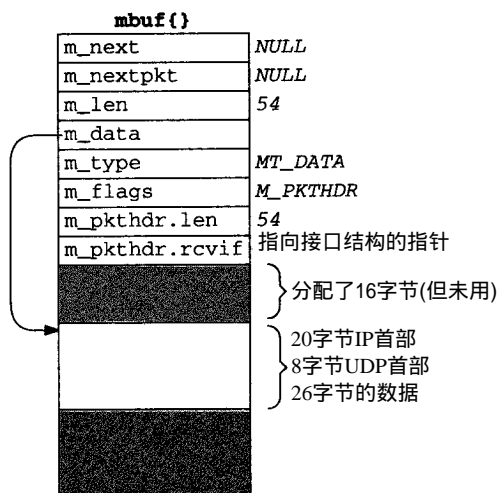 mbuf{}
m_next NULL
m_nextpkt NULL
m_len 54
m_data
m_type MT_DATA
m_flags M_PKTHDR
m_pkthdr.len 54
m_pkthdr.rcvif 指向接口结构的指针
分配了16字节(但未用)
20字节IP首部
8字节UDP首部
26字节的数据